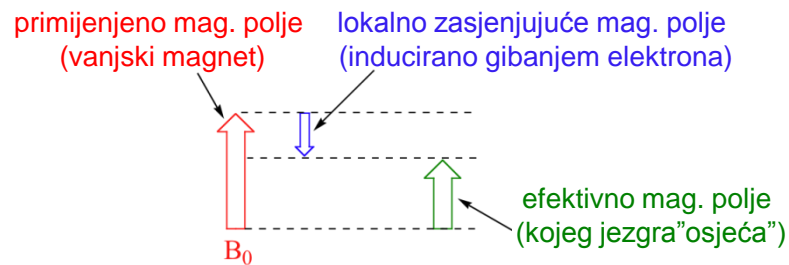 primijenjeno mag. polje
(vanjski magnet)
lokalno zasjenjujuće mag. polje
(inducirano gibanjem elektrona)
efektivno mag. polje
(kojeg jezgra”osjeća”)
B₀